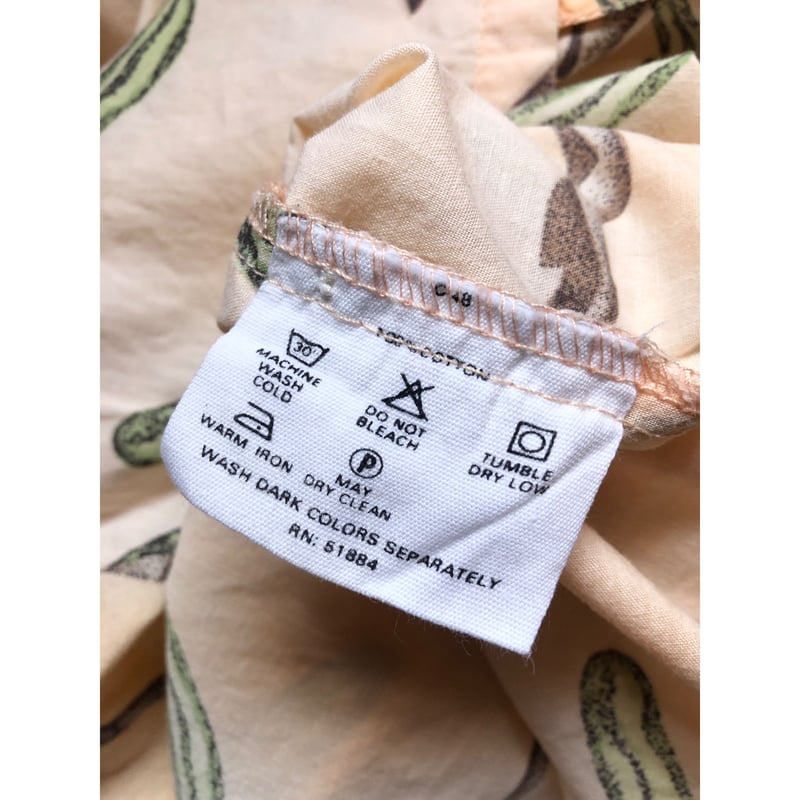 C 48
100% COTTON
30°
MACHINE
WASH
COLD
DO NOT
BLEACH
TUMBLE
DRY LOW
WARM IRON
P
MAY
DRY CLEAN
WASH DARK COLORS SEPARATELY
RN: 51884